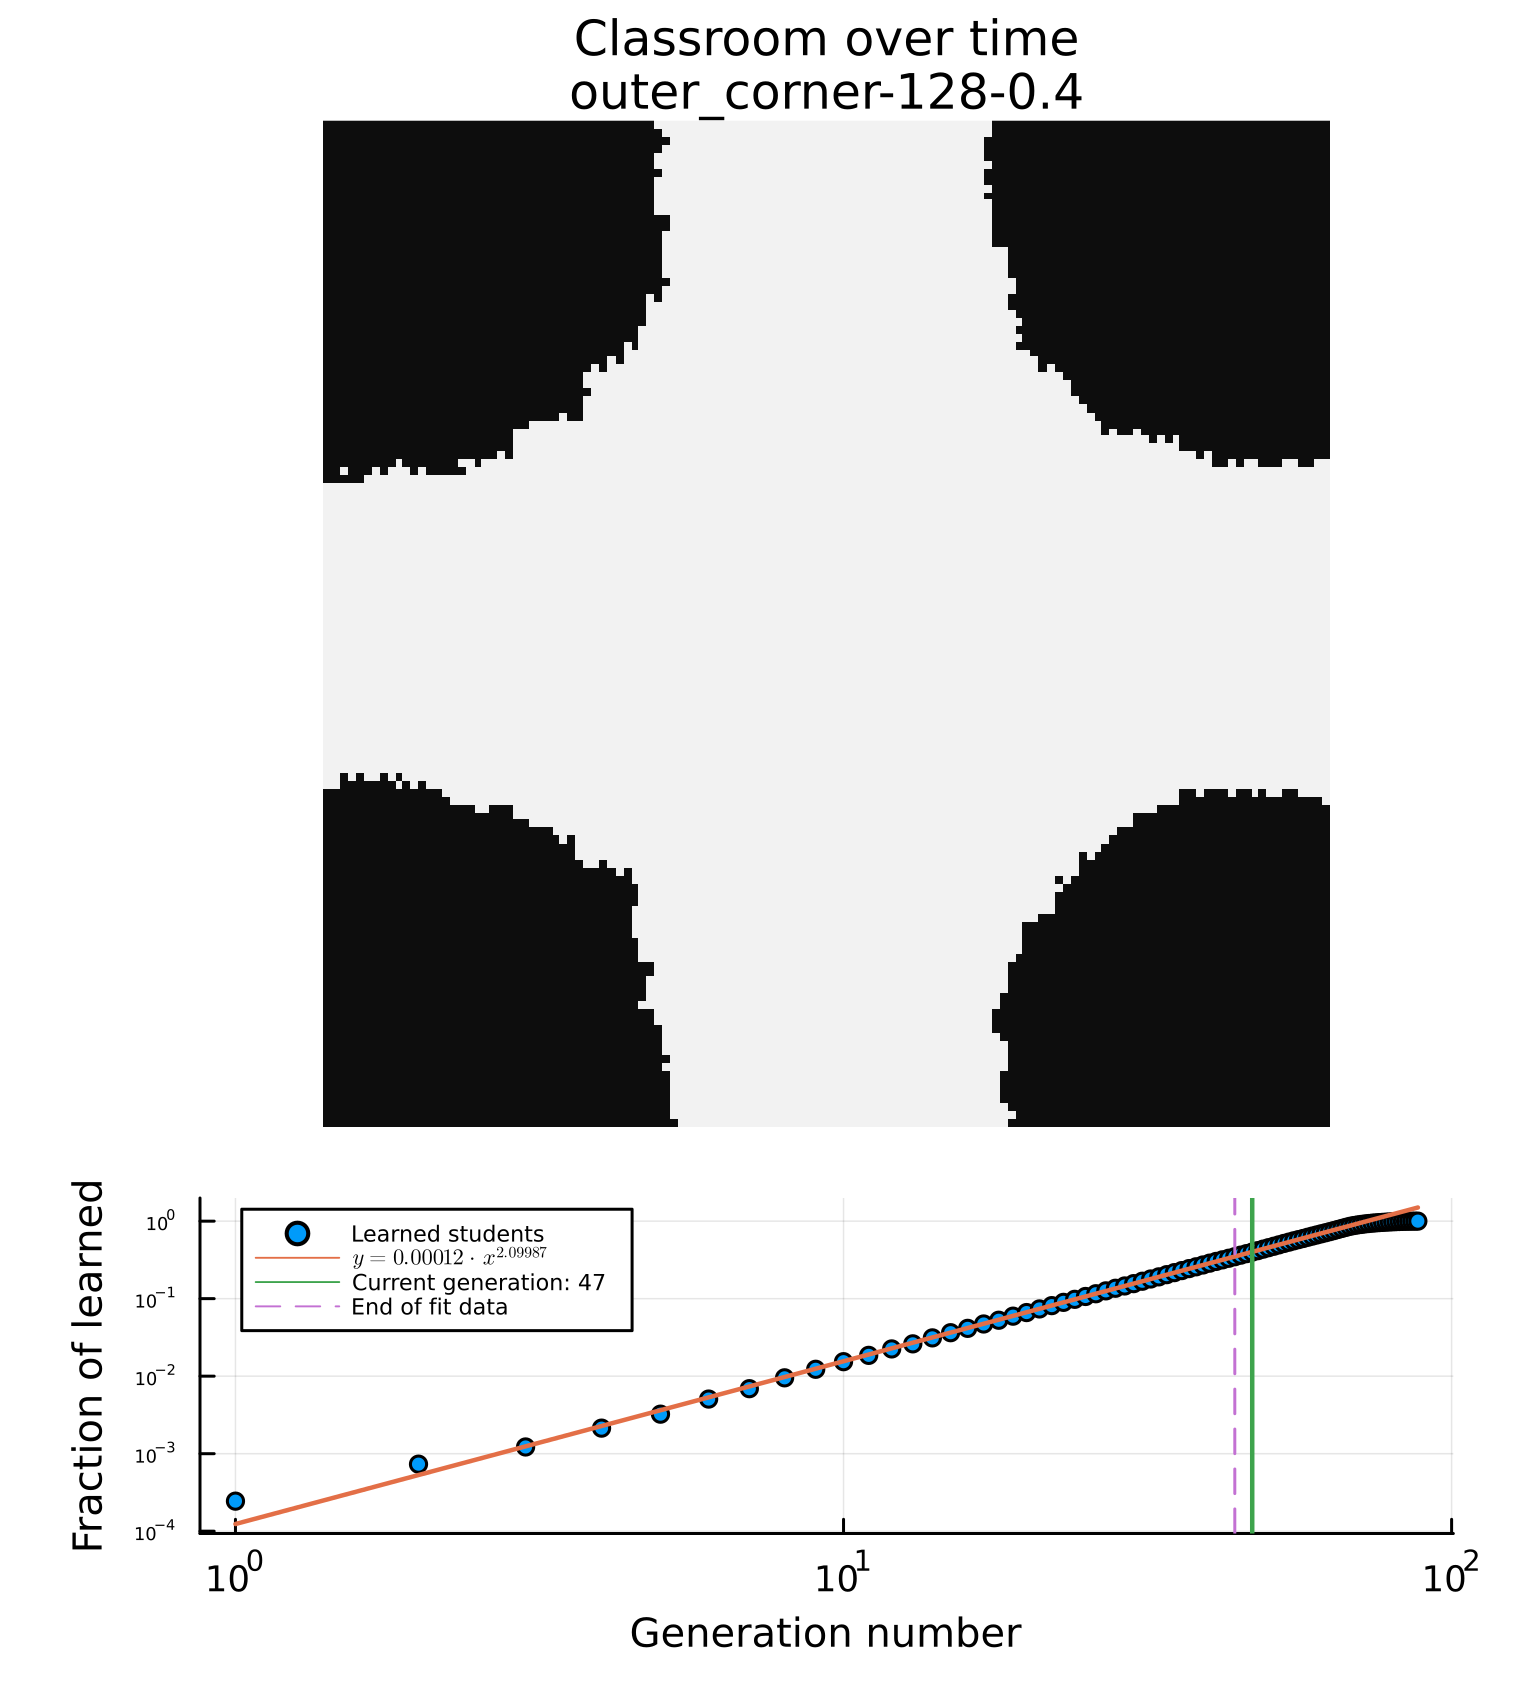 Classroom over time
outer_corner-128-0.4
Fraction of learned
10^0
10^-1
10^-2
10^-3
10^-4
Learned students
y = 0.00012 · x^2.09987
Current generation: 47
End of fit data
10^0 10^1 10^2
Generation number